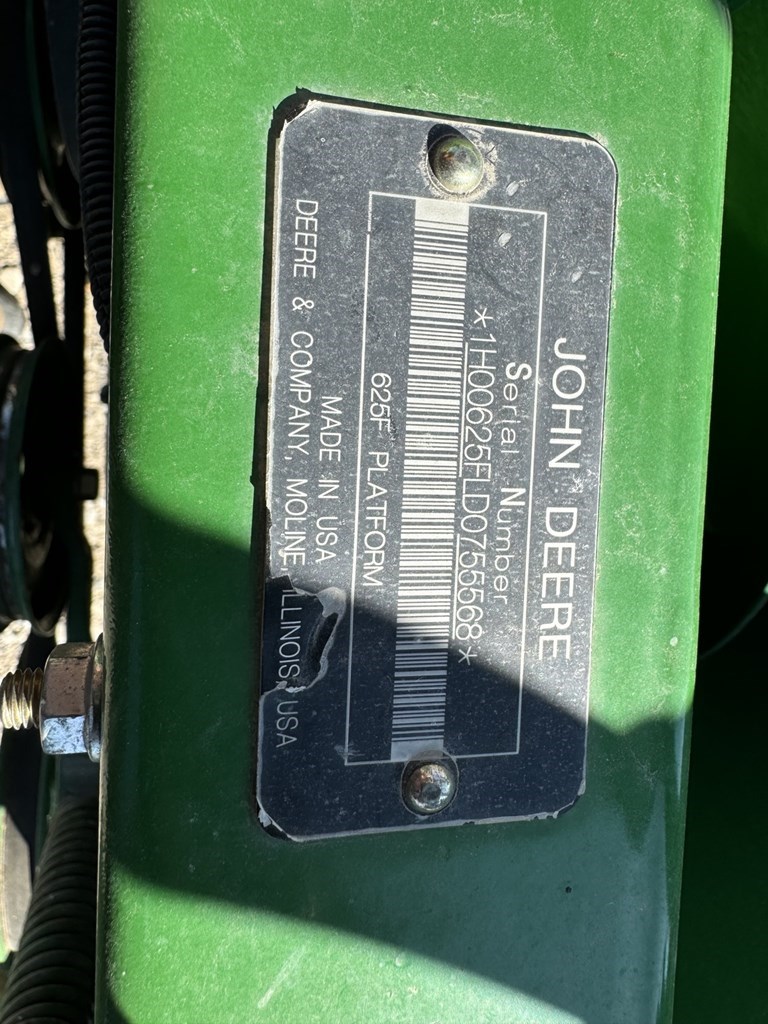 JOHN DEERE
Serial Number
*1H00625FLD0755568*
625F PLATFORM
MADE IN USA
DEERE & COMPANY, MOLINE, ILLINOIS, USA